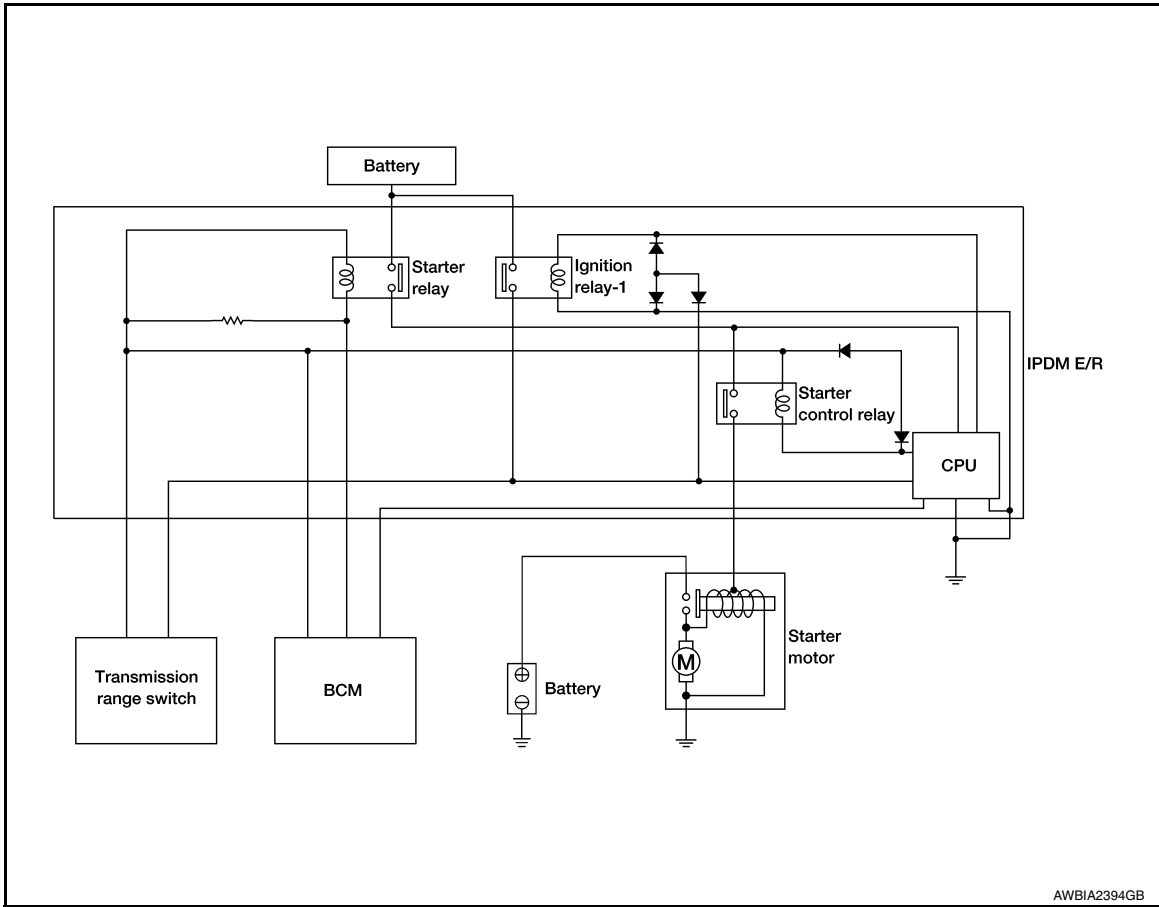 Battery
Starter
relay
Ignition
relay-1
IPDM E/R
Starter
control relay
CPU
Transmission
range switch
BCM
Battery
M
Starter
motor
AWBIA2394GB